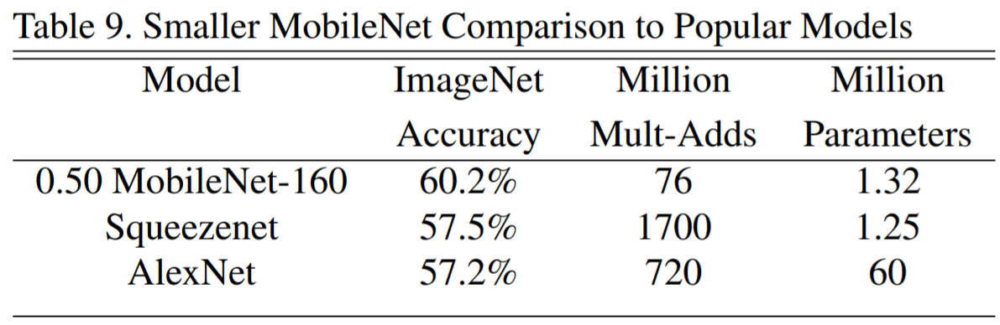 Table 9. Smaller MobileNet Comparison to Popular Models
Model ImageNet Million Million
Accuracy Mult-Adds Parameters
0.50 MobileNet-160 60.2% 76 1.32
Squeezenet 57.5% 1700 1.25
AlexNet 57.2% 720 60